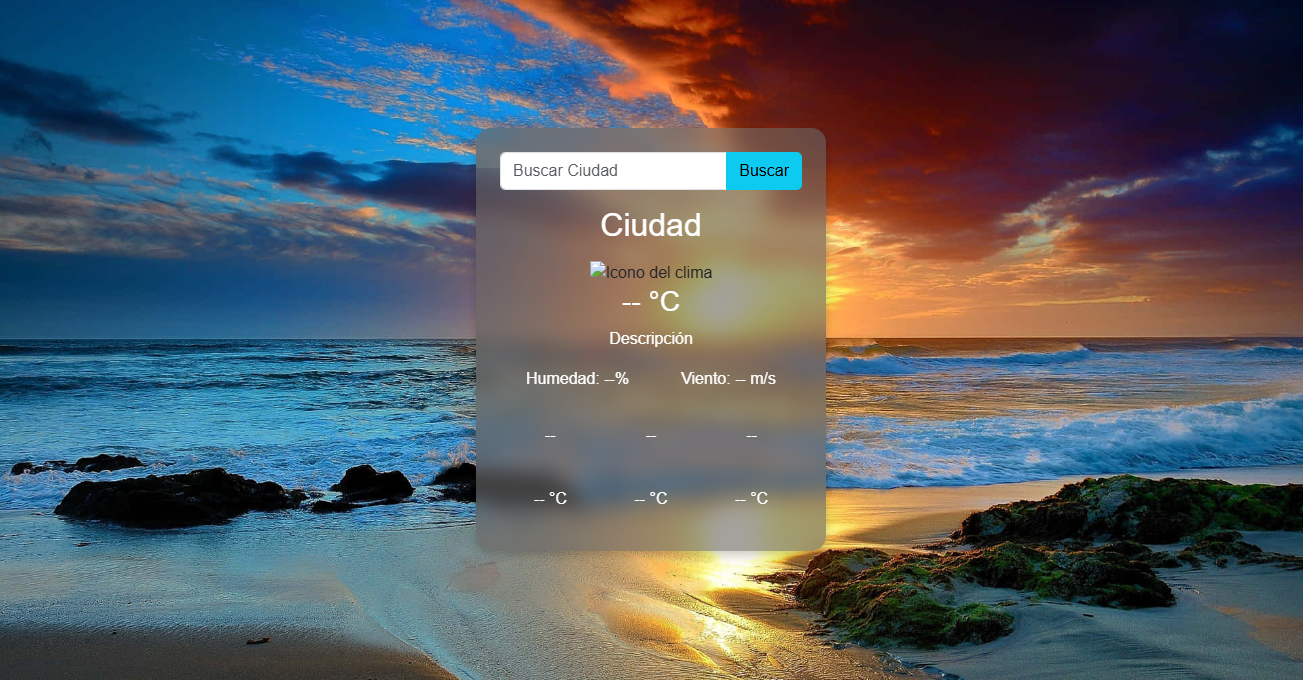 Buscar Ciudad Buscar
Ciudad
Icono del clima
-- °C
Descripción
Humedad: --% Viento: -- m/s
-- -- --
-- °C -- °C -- °C